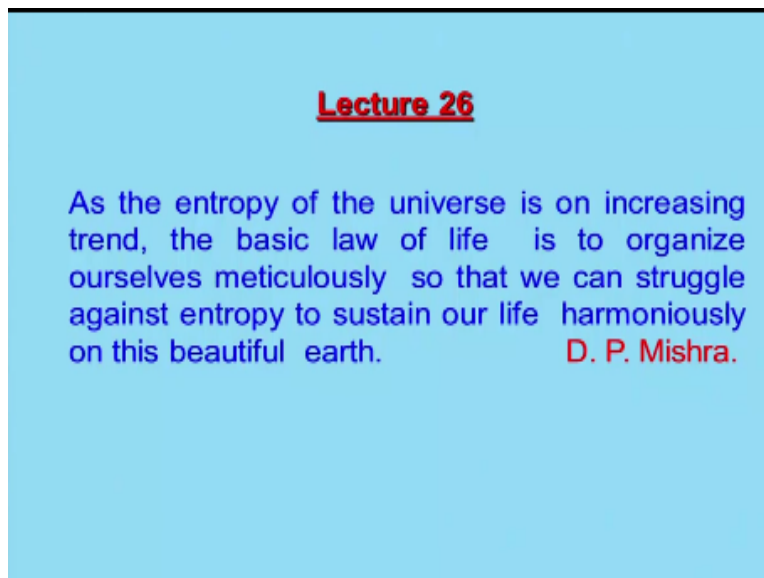 Lecture 26
As the entropy of the universe is on increasing
trend, the basic law of life is to organize
ourselves meticulously so that we can struggle
against entropy to sustain our life harmoniously
on this beautiful earth. D. P. Mishra.